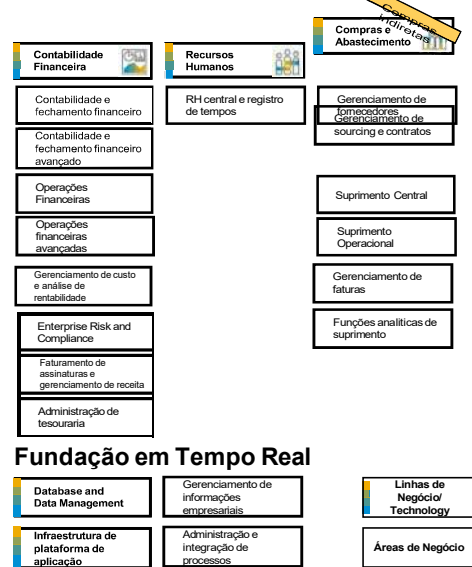 Compras
indiretas
Contabilidade
Financeira
Recursos
Humanos
Compras e
Abastecimento
Contabilidade e
fechamento financeiro
Contabilidade e
fechamento financeiro
avançado
Operações
Financeiras
Operações
financeiras
avançadas
Gerenciamento de custo
e análise de
rentabilidade
Enterprise Risk and
Compliance
Faturamento de
assinaturas e
gerenciamento de receita
Administração de
tesouraria
RH central e registro
de tempos
Gerenciamento de
fornecedores
Gerenciamento de
sourcing e contratos
Suprimento Central
Suprimento
Operacional
Gerenciamento de
faturas
Funções analiticas de
suprimento
Fundação em Tempo Real
Database and
Data Management
Gerenciamento de
informações
empresariais
Linhas de
Negócio/
Technology
Infraestrutura de
plataforma de
aplicação
Administração e
integração de
processos
Áreas de Negócio